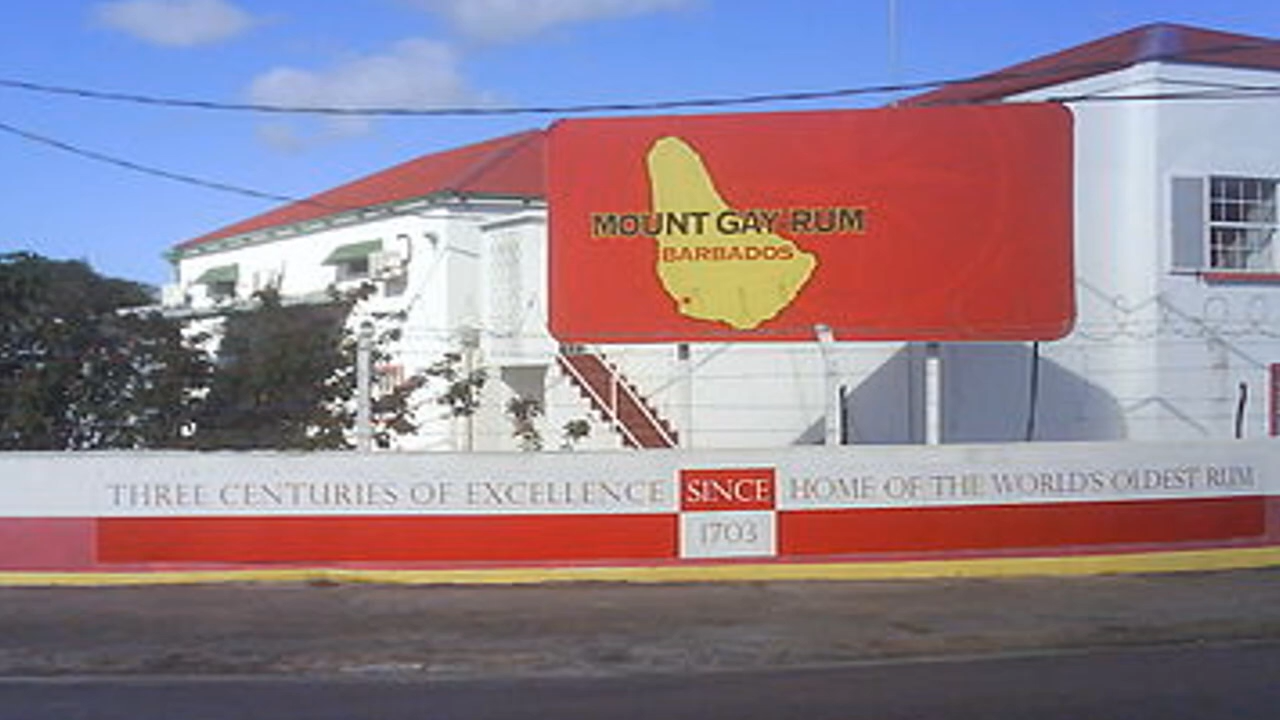 MOUNT GAY RUM
BARBADOS
THREE CENTURIES OF EXCELLENCE SINCE HOME OF THE WORLD'S OLDEST RUM
1703